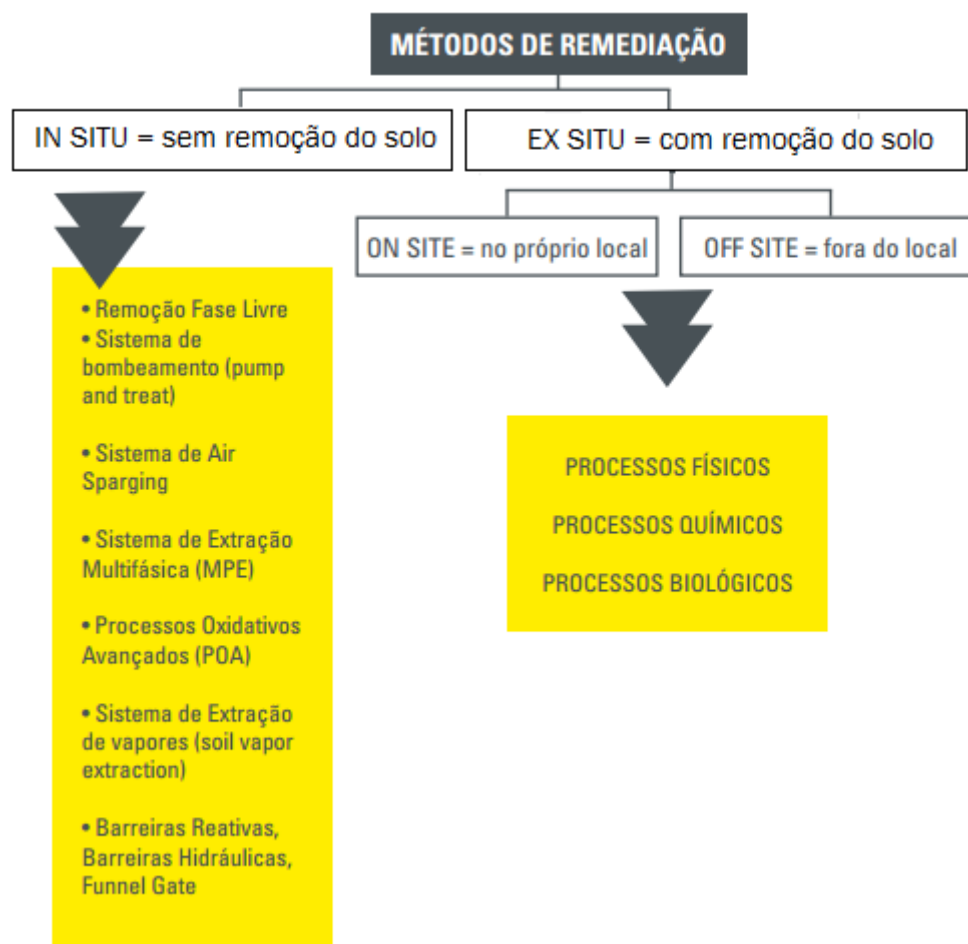 MÉTODOS DE REMEDIAÇÃO
IN SITU = sem remoção do solo
EX SITU = com remoção do solo
ON SITE = no próprio local
OFF SITE = fora do local
• Remoção Fase Livre
• Sistema de
bombeamento (pump
and treat)
• Sistema de Air
Sparging
• Sistema de Extração
Multifásica (MPE)
• Processos Oxidativos
Avançados (POA)
• Sistema de Extração
de vapores (soil vapor
extraction)
• Barreiras Reativas,
Barreiras Hidráulicas,
Funnel Gate
PROCESSOS FÍSICOS
PROCESSOS QUÍMICOS
PROCESSOS BIOLÓGICOS